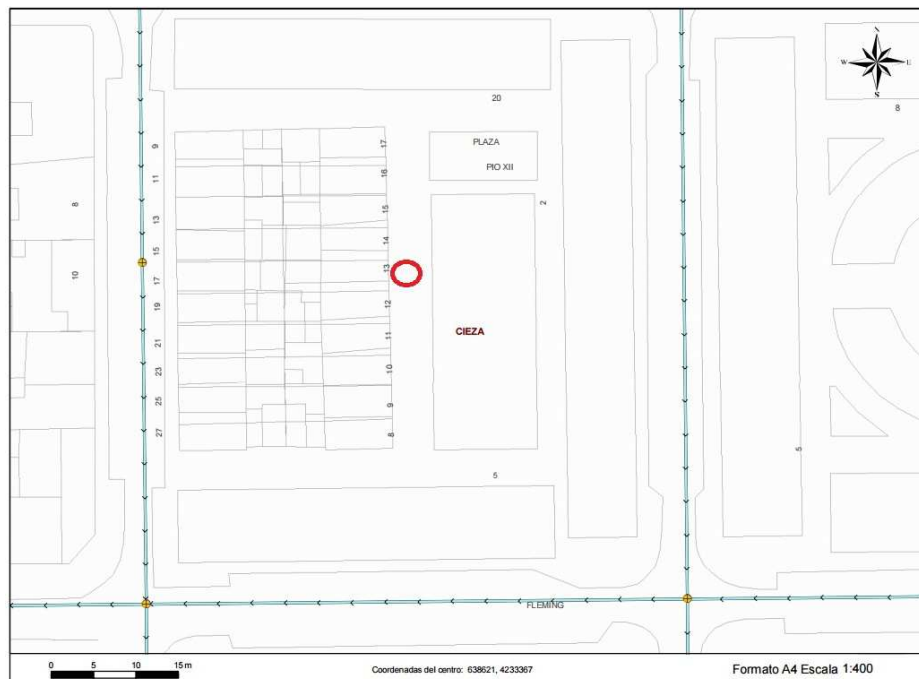 N
W E
S
20
8
PLAZA
PIO XII
2
9
11
13
15
17
19
21
23
25
27
8
10
17
16
15
14
13
12
11
10
9
8
CIEZA
5
5
FLEMING
0 5 10 15 m
Coordenadas del centro: 638621, 4233367
Formato A4 Escala 1:400